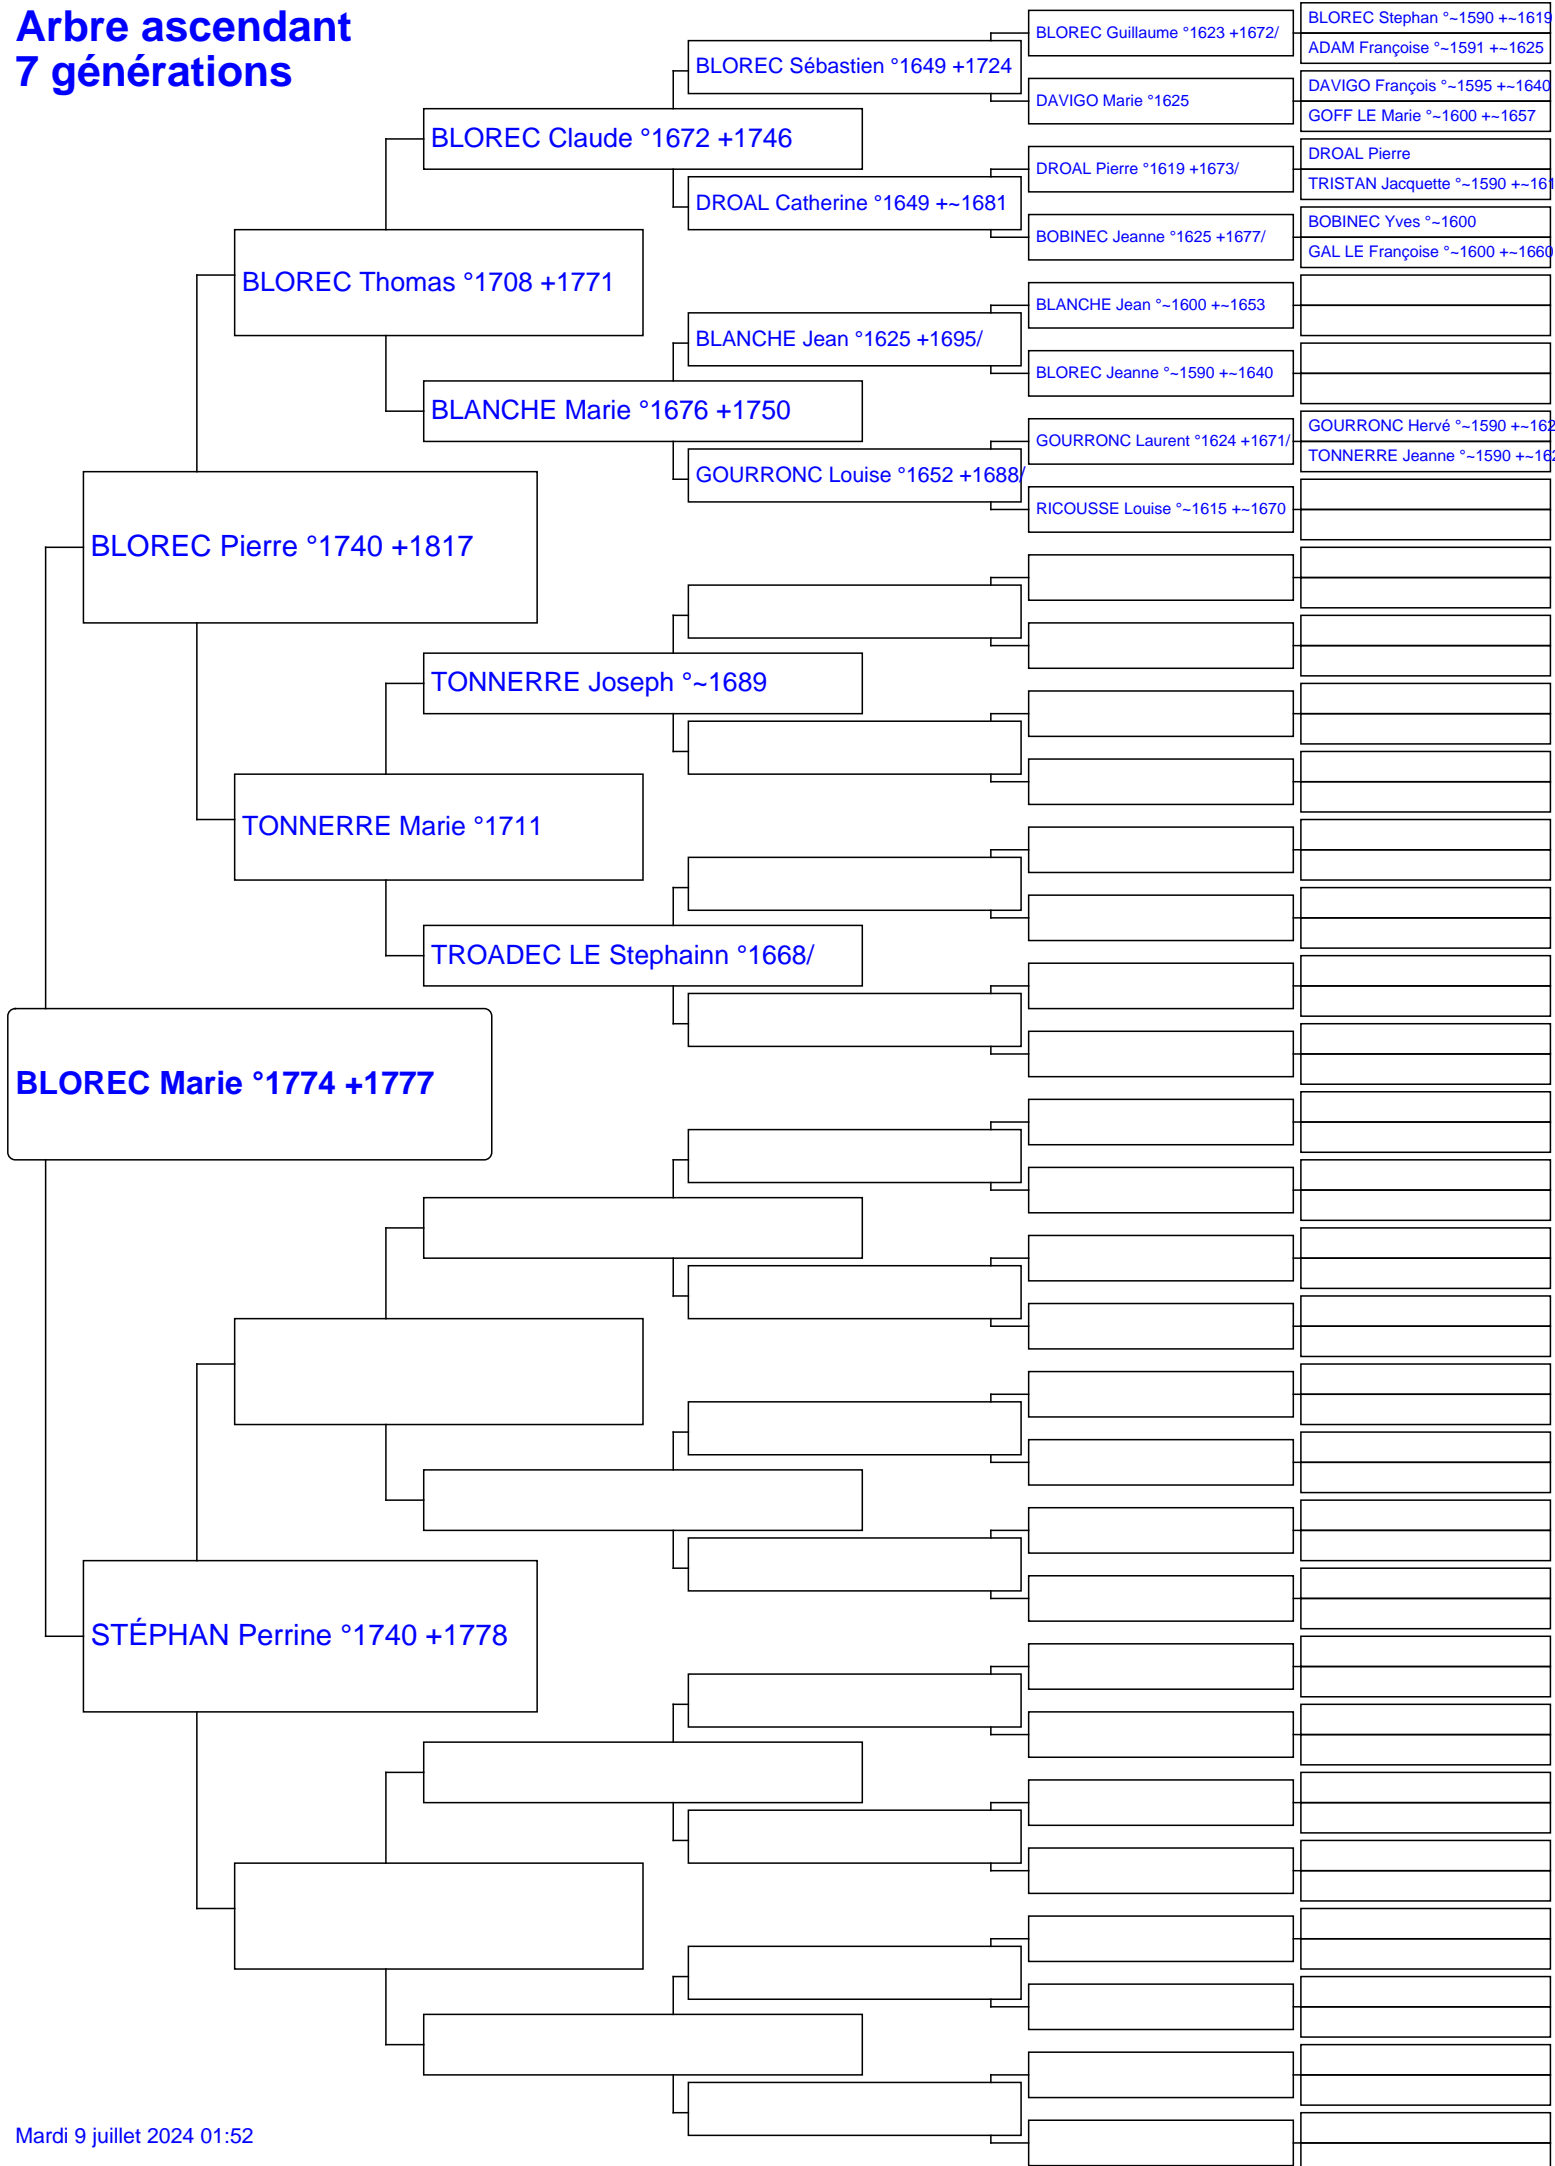 Arbre ascendant
7 générations
BLOREC Marie °1774 +1777
BLOREC Pierre °1740 +1817
STÉPHAN Perrine °1740 +1778
BLOREC Thomas °1708 +1771
TONNERRE Marie °1711
BLOREC Claude °1672 +1746
BLANCHE Marie °1676 +1750
TONNERRE Joseph °~1689
TROADEC LE Stephainn °1668/
BLOREC Sébastien °1649 +1724
DROAL Catherine °1649 +~1681
BLANCHE Jean °1625 +1695/
GOURRONC Louise °1652 +1688/
BLOREC Guillaume °1623 +1672/
DAVIGO Marie °1625
DROAL Pierre °1619 +1673/
BOBINEC Jeanne °1625 +1677/
BLANCHE Jean °~1600 +~1653
BLOREC Jeanne °~1590 +~1640
GOURRONC Laurent °1624 +1671/
RICOUSSE Louise °~1615 +~1670
BLOREC Stephan °~1590 +~1619
ADAM Françoise °~1591 +~1625
DAVIGO François °~1595 +~1640
GOFF LE Marie °~1600 +~1657
DROAL Pierre
TRISTAN Jacquette °~1590 +~161
BOBINEC Yves °~1600
GAL LE Françoise °~1600 +~1660
GOURRONC Hervé °~1590 +~162
TONNERRE Jeanne °~1590 +~162
Mardi 9 juillet 2024 01:52